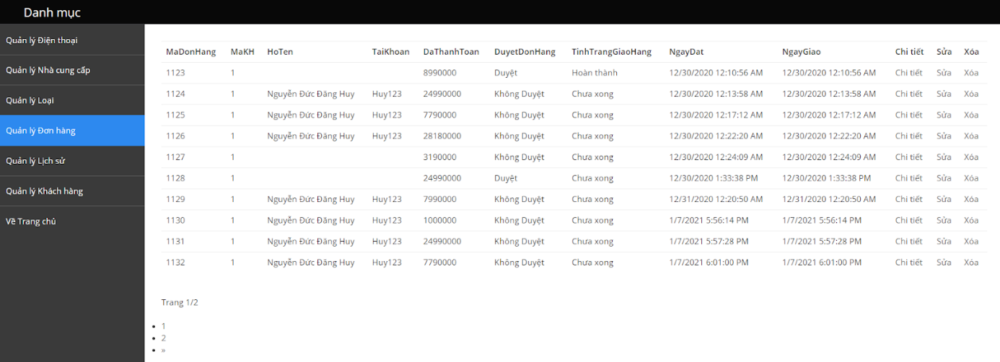 Danh mục
Quản lý Điện thoại
Quản lý Nhà cung cấp
Quản lý Loại
Quản lý Đơn hàng
Quản lý Lịch sử
Quản lý Khách hàng
Về Trang chủ
MaDonHang MaKH HoTen TaiKhoan DaThanhToan DuyetDonHang TinhTrangGiaoHang NgayDat NgayGiao Chi tiết Sửa Xóa
1123 1 8990000 Duyệt Hoàn thành 12/30/2020 12:10:56 AM 12/30/2020 12:10:56 AM Chi tiết Sửa Xóa
1124 1 Nguyễn Đức Đăng Huy Huy123 24990000 Không Duyệt Chưa xong 12/30/2020 12:13:58 AM 12/30/2020 12:13:58 AM Chi tiết Sửa Xóa
1125 1 Nguyễn Đức Đăng Huy Huy123 7790000 Không Duyệt Chưa xong 12/30/2020 12:17:12 AM 12/30/2020 12:17:12 AM Chi tiết Sửa Xóa
1126 1 Nguyễn Đức Đăng Huy Huy123 28180000 Không Duyệt Chưa xong 12/30/2020 12:22:20 AM 12/30/2020 12:22:20 AM Chi tiết Sửa Xóa
1127 1 3190000 Không Duyệt Chưa xong 12/30/2020 12:24:09 AM 12/30/2020 12:24:09 AM Chi tiết Sửa Xóa
1128 1 24990000 Duyệt Chưa xong 12/30/2020 1:33:38 PM 12/30/2020 1:33:38 PM Chi tiết Sửa Xóa
1129 1 Nguyễn Đức Đăng Huy Huy123 7990000 Không Duyệt Chưa xong 12/31/2020 12:20:50 AM 12/31/2020 12:20:50 AM Chi tiết Sửa Xóa
1130 1 Nguyễn Đức Đăng Huy Huy123 1000000 Không Duyệt Chưa xong 1/7/2021 5:56:14 PM 1/7/2021 5:56:14 PM Chi tiết Sửa Xóa
1131 1 Nguyễn Đức Đăng Huy Huy123 24990000 Không Duyệt Chưa xong 1/7/2021 5:57:28 PM 1/7/2021 5:57:28 PM Chi tiết Sửa Xóa
1132 1 Nguyễn Đức Đăng Huy Huy123 7790000 Không Duyệt Chưa xong 1/7/2021 6:01:00 PM 1/7/2021 6:01:00 PM Chi tiết Sửa Xóa
Trang 1/2
• 1
• 2
• »